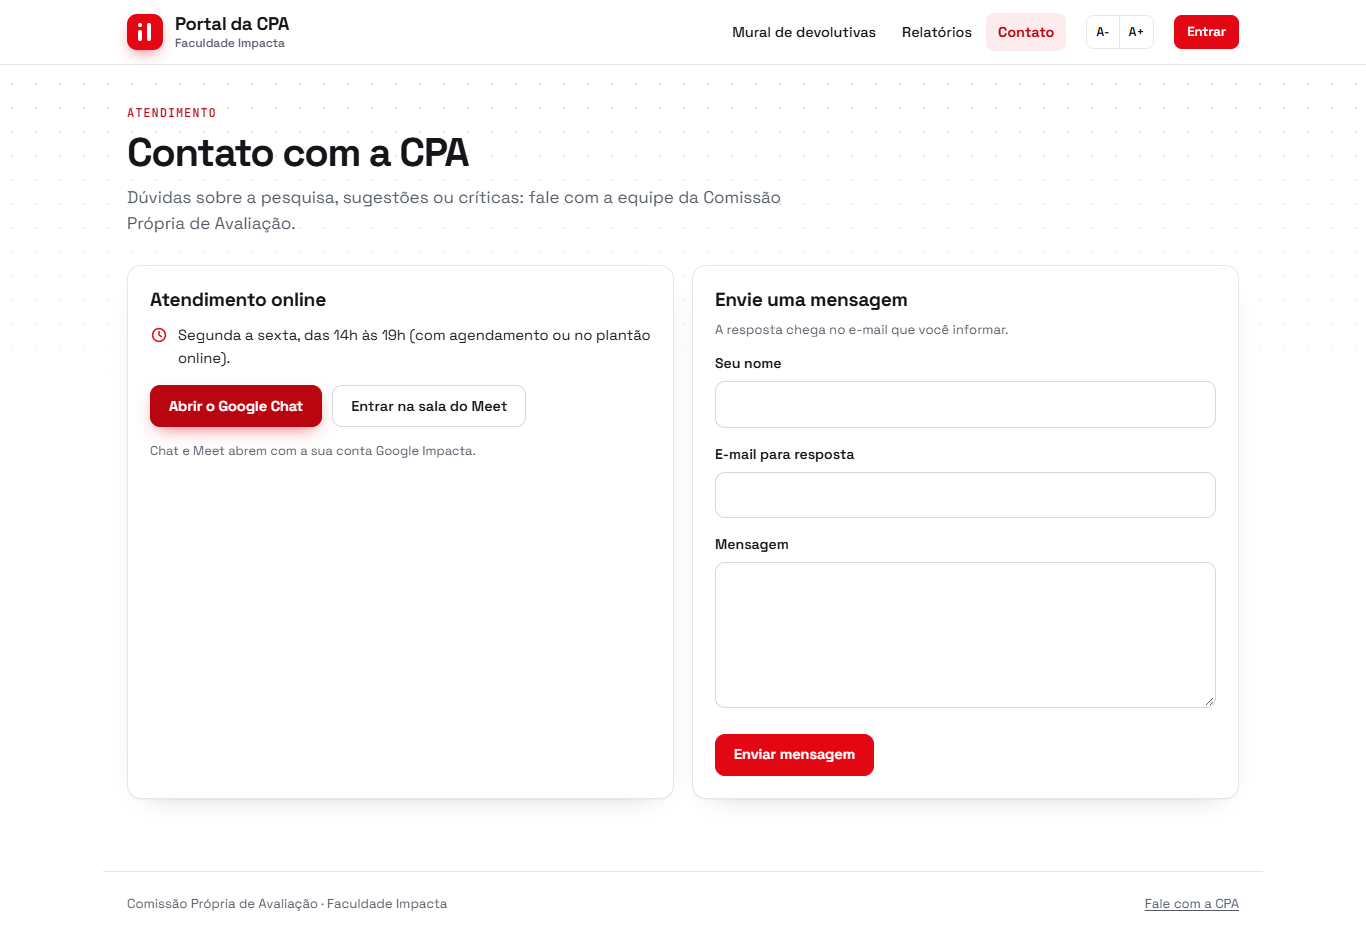 Portal da CPA
Faculdade Impacta
Mural de devolutivas
Relatórios
Contato
A-
A+
Entrar
ATENDIMENTO
Contato com a CPA
Dúvidas sobre a pesquisa, sugestões ou críticas: fale com a equipe da Comissão
Própria de Avaliação.
Atendimento online
Segunda a sexta, das 14h às 19h (com agendamento ou no plantão
online).
Abrir o Google Chat
Entrar na sala do Meet
Chat e Meet abrem com a sua conta Google Impacta.
Envie uma mensagem
A resposta chega no e-mail que você informar.
Seu nome
E-mail para resposta
Mensagem
Enviar mensagem
Comissão Própria de Avaliação · Faculdade Impacta
Fale com a CPA